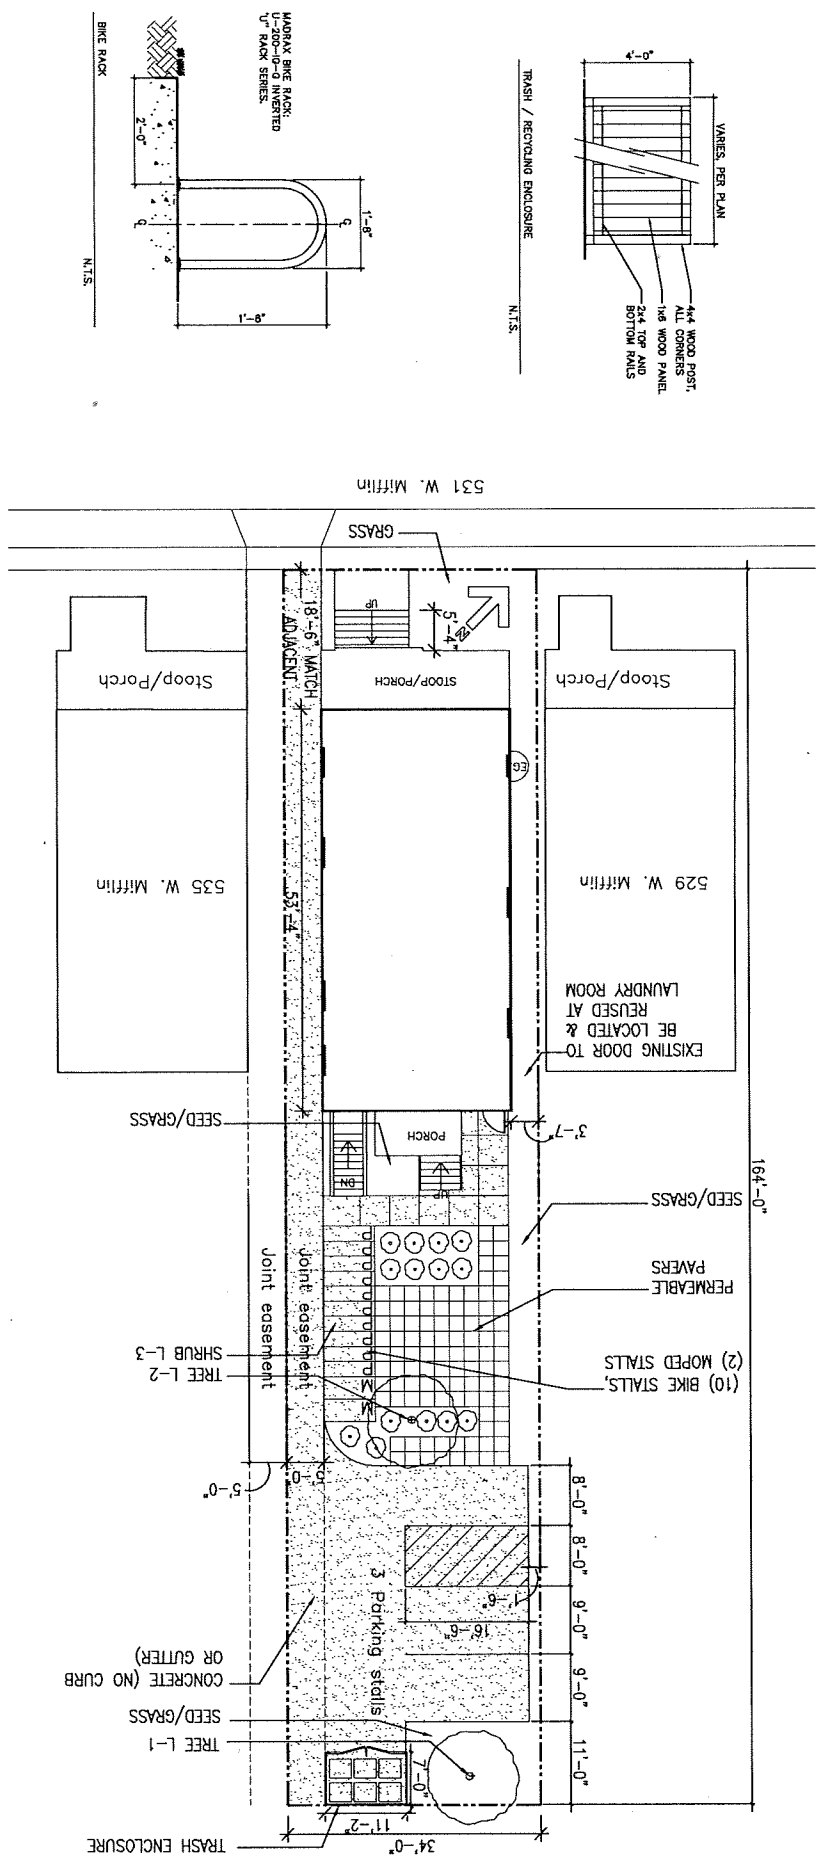 4'-0"
VARIES, PER PLAN
4x4 WOOD POST,
ALL CORNERS
1x6 WOOD PANEL
2x4 TOP AND
BOTTOM RAILS
TRASH / RECYCLING ENCLOSURE
N.T.S.
MADRAX BIKE RACK:
U-200-IG-G INVERTED
"U" RACK SERIES.
2'-0"
1'-8"
1'-6"
BIKE RACK
N.T.S.
531 W. Mifflin
GRASS
UP
5'-4"
N
18'-6" MATCH
ADJACENT
Stoop/Porch
STOOP/PORCH
Stoop/Porch
EG
535 W. Mifflin
53'-4"
529 W. Mifflin
EXISTING DOOR TO
BE LOCATED &
REUSED AT
LAUNDRY ROOM
SEED/GRASS
PORCH
DN
UP
3'-7"
164'-0"
SEED/GRASS
PERMEABLE
PAVERS
Joint easement
Joint easement
SHRUB L-3
TREE L-2
(10) BIKE STALLS,
(2) MOPED STALLS
5'-0"
5'-0"
8'-0"
8'-0"
1'-6"
9'-0"
16'-6"
3 Parking stalls
9'-0"
CONCRETE (NO CURB
OR GUTTER)
SEED/GRASS
TREE L-1
11'-0"
7'-0"
11'-2"
TRASH ENCLOSURE
34'-0"